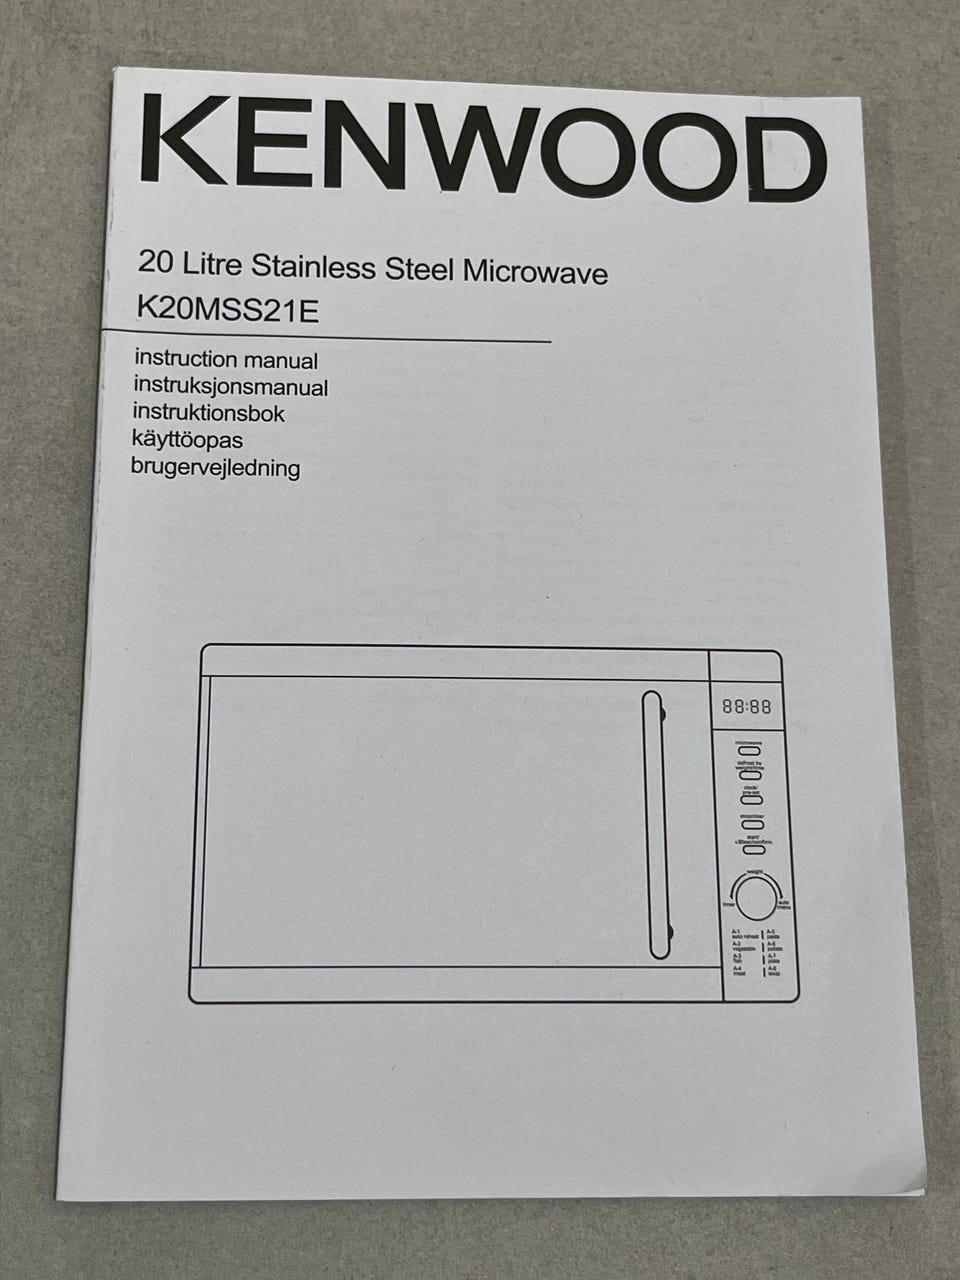 KENWOOD
20 Litre Stainless Steel Microwave
K20MSS21E
instruction manual
instruksjonsmanual
instruktionsbok
käyttöopas
brugervejledning
88:88
microwave
defrost by
weight/time
clock/
pre-set
stop/clear
start/
+30sec/confirm
weight
timer
auto
menu
A-1
auto reheat
A-2
vegetable
A-3
fish
A-4
meat
A-5
pasta
A-6
potato
A-7
pizza
A-8
soup